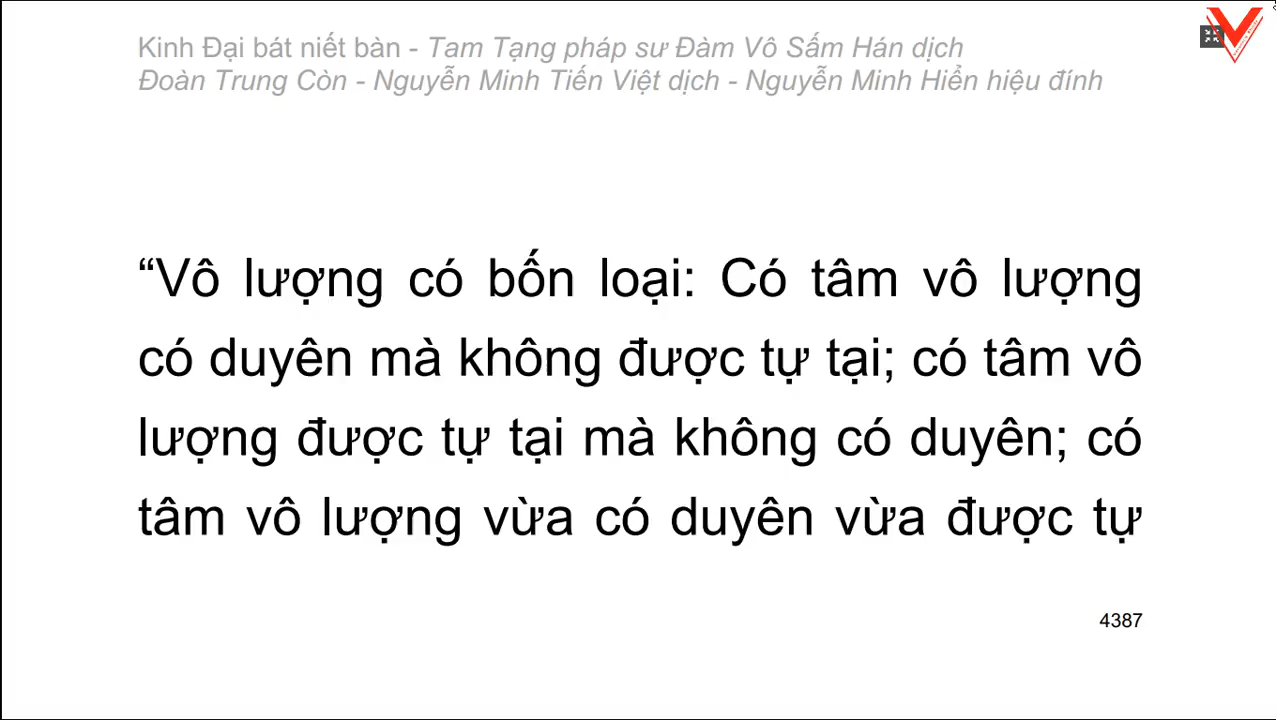 Kinh Đại bát niết bàn - Tam Tạng pháp sư Đàm Vô Sấm Hán dịch
Đoàn Trung Còn - Nguyễn Minh Tiến Việt dịch - Nguyễn Minh Hiển hiệu đính
“Vô lượng có bốn loại: Có tâm vô lượng
có duyên mà không được tự tại; có tâm vô
lượng được tự tại mà không có duyên; có
tâm vô lượng vừa có duyên vừa được tự
4387